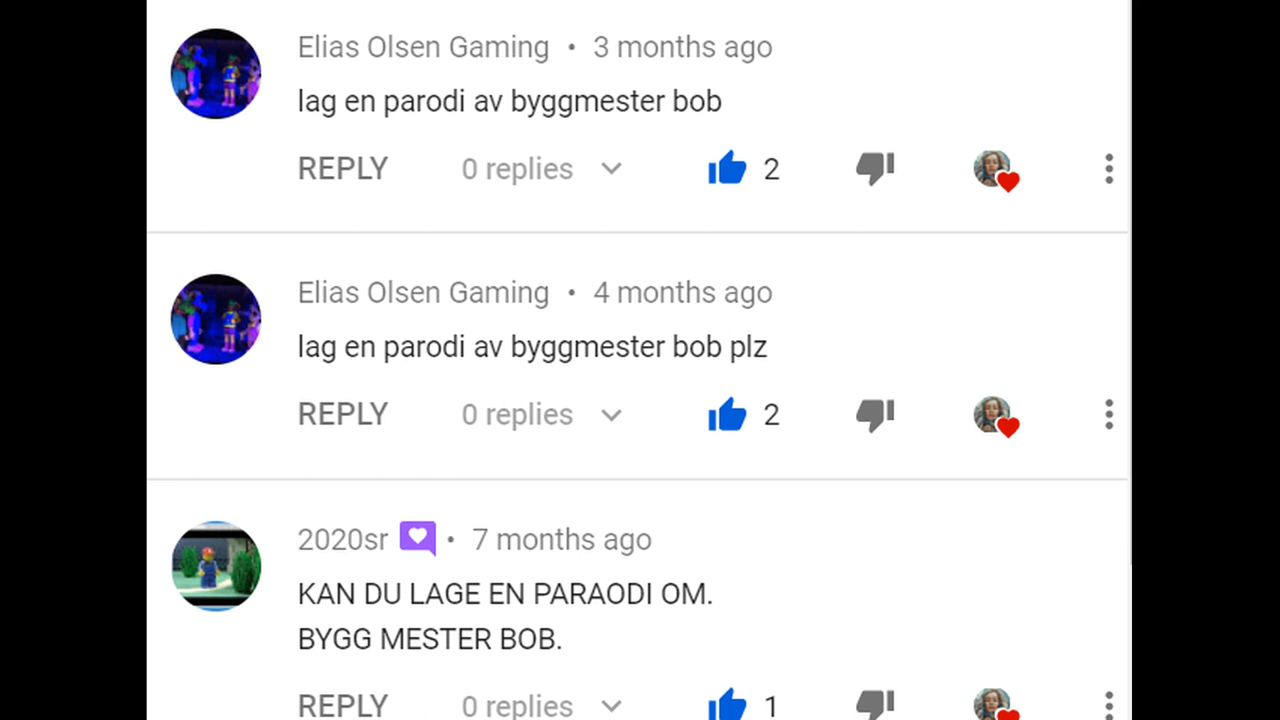 Elias Olsen Gaming • 3 months ago
lag en parodi av byggmester bob
REPLY 0 replies 2
Elias Olsen Gaming • 4 months ago
lag en parodi av byggmester bob plz
REPLY 0 replies 2
2020sr • 7 months ago
KAN DU LAGE EN PARAODI OM.
BYGG MESTER BOB.
REPLY 0 replies 1